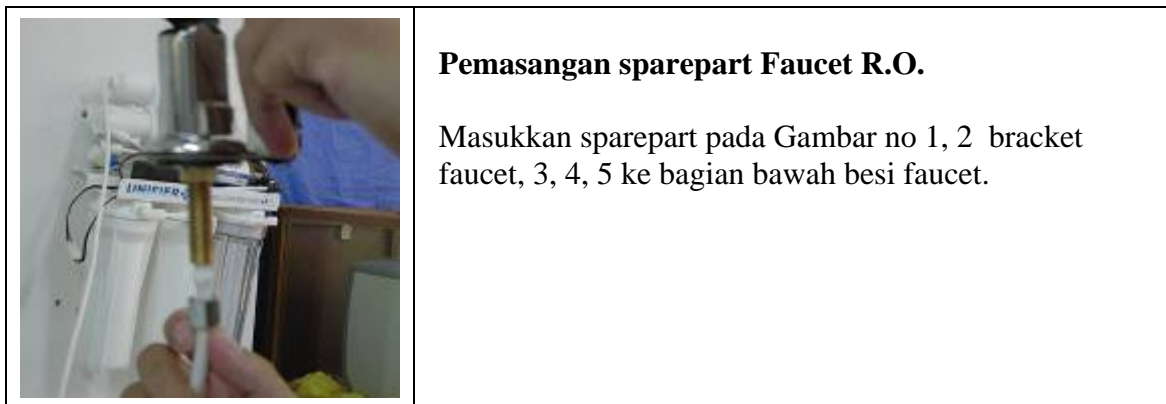 Pemasangan sparepart Faucet R.O.
Masukkan sparepart pada Gambar no 1, 2 bracket
faucet, 3, 4, 5 ke bagian bawah besi faucet.